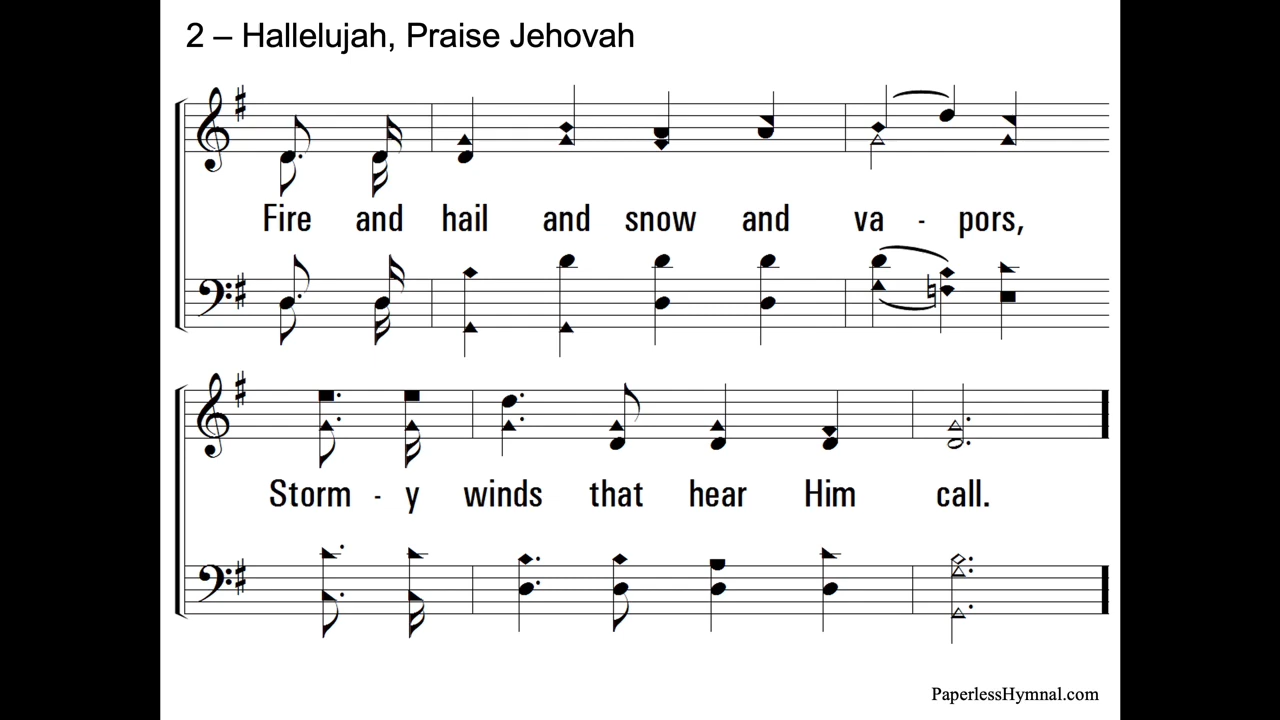 2 – Hallelujah, Praise Jehovah
Fire and hail and snow and va - pors,
Storm - y winds that hear Him call.
PaperlessHymnal.com